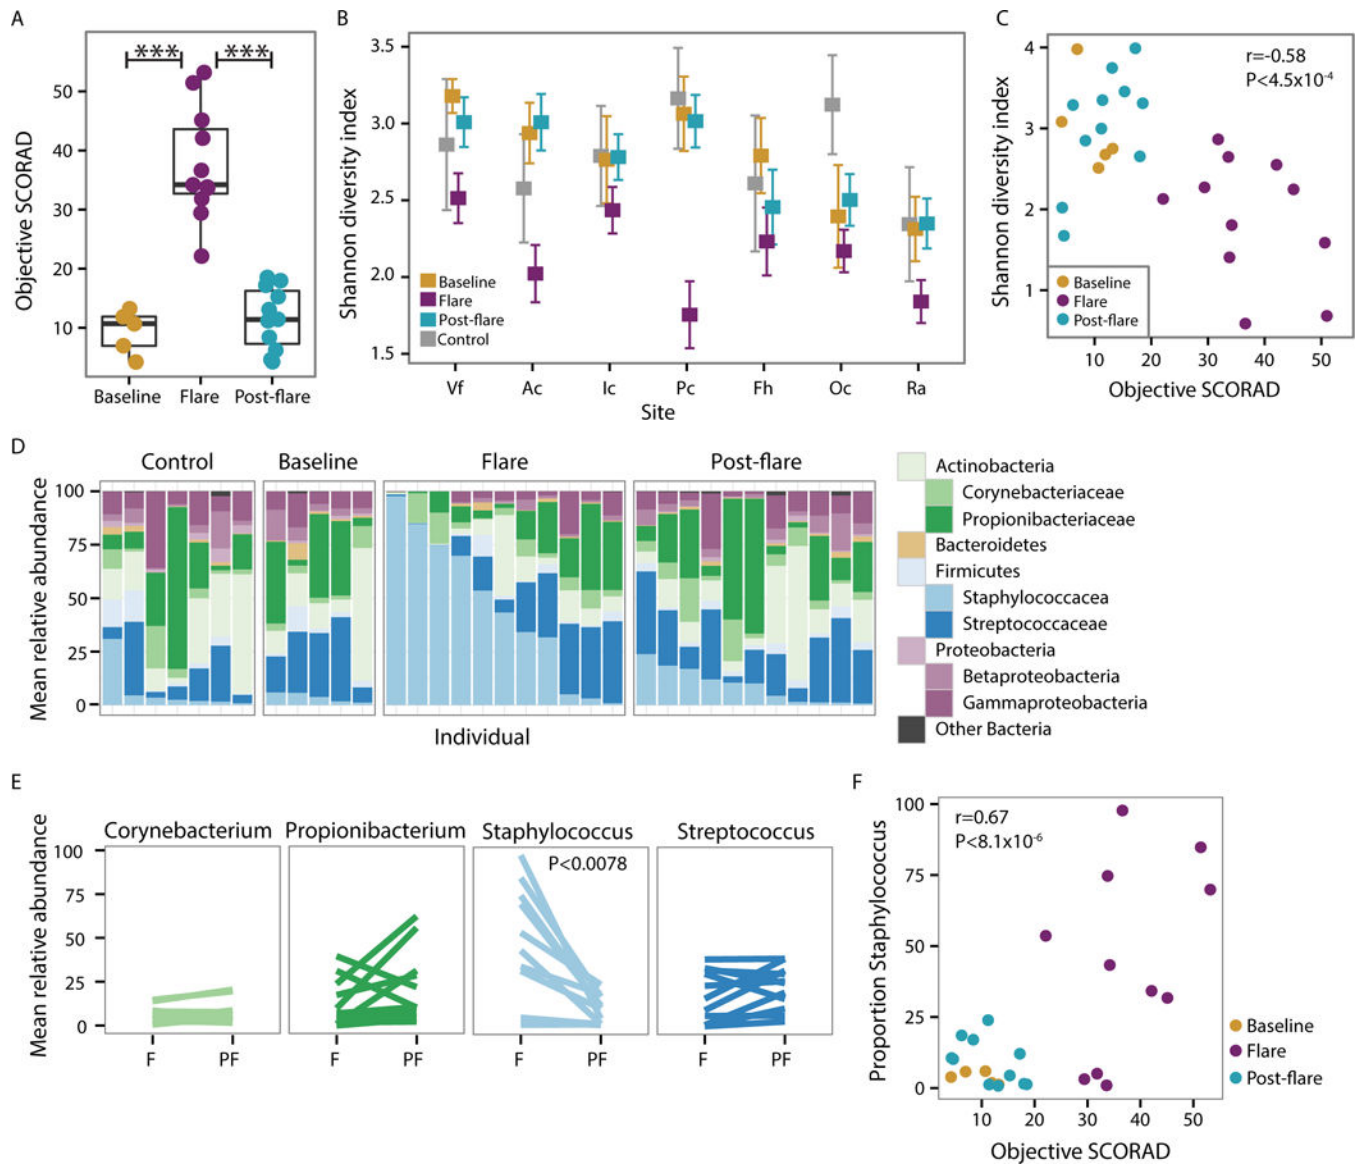 A
Objective SCORAD
50
40
30
20
10
***
***
Baseline
Flare
Post-flare
B
Shannon diversity index
3.5
3.0
2.5
2.0
1.5
Baseline
Flare
Post-flare
Control
Vf
Ac
Ic
Pc
Fh
Oc
Ra
Site
C
Shannon diversity index
4
3
2
1
r=-0.58
P<4.5x10-4
Baseline
Flare
Post-flare
10
20
30
40
50
Objective SCORAD
D
Control
Baseline
Flare
Post-flare
Mean relative abundance
100
75
50
25
0
Individual
Actinobacteria
Corynebacteriaceae
Propionibacteriaceae
Bacteroidetes
Firmicutes
Staphylococcacea
Streptococcaceae
Proteobacteria
Betaproteobacteria
Gammaproteobacteria
Other Bacteria
E
Mean relative abundance
100
75
50
25
0
Corynebacterium
Propionibacterium
Staphylococcus
Streptococcus
P<0.0078
F
PF
F
PF
F
PF
F
PF
F
Proportion Staphylococcus
100
75
50
25
0
r=0.67
P<8.1x10-6
10
20
30
40
50
Objective SCORAD
Baseline
Flare
Post-flare